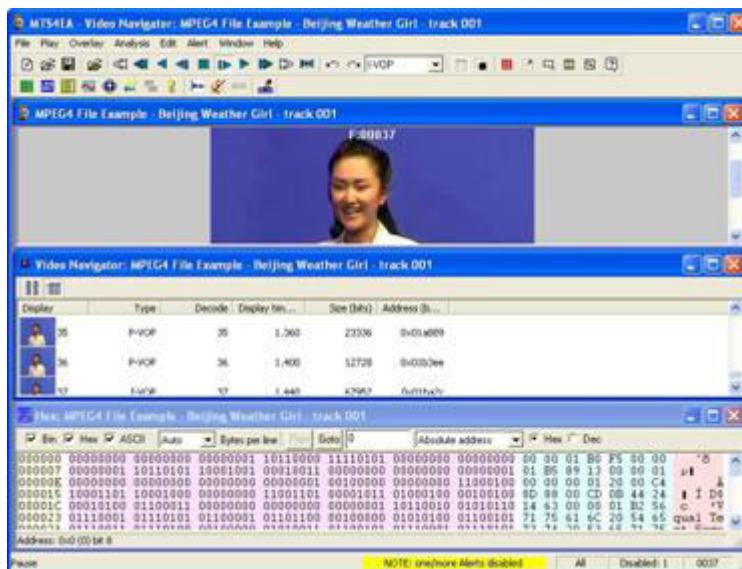 MTS4EA - Video Navigator: MPEG4 File Example - Beijing Weather Girl - track 001
File Play Overlay Analysis Edit Alert Window Help
I-VOP
MPEG4 File Example - Beijing Weather Girl - track 001
F:00037
Video Navigator: MPEG4 File Example - Beijing Weather Girl - track 001
Display Type Decode Display tim... Size (bits) Address (b...
35 P-VOP 35 1.360 23336
36 P-VOP 36 1.400 12728
37 P-VOP 37 1.440
Hex: MPEG4 File Example - Beijing Weather Girl - track 001
Bin Hex ASCII Auto Bytes per line Goto 0 Absolute address Hex Dec
000000 00000000 00000000 00000001 10110000 11110101 00000000 00000000 00 00 01 B0 F5 00 00
000007 00000001 10110101 10001001 00010011 00000000 00000000 00000001 01 B5 89 13 00 00 01
00000E 00000000 00000000 00000000 00000001 00100000 00000000 11000100 00 00 00 01 20 00 C4
000015 10001101 10001000 00000000 11001101 00001011 01000100 00100100 8D 88 00 CD 0B 44 24
00001C 00010100 01100011 00000000 00000000 00000001 10110010 01010110 14 63 00 00 01 B2 56
000023 01110001 01110101 01100001 01101100 00100000 01010100 01100101 71 75 61 6C 20 54 65 qual Te
Address: 0x0 (0) bit 8
Pause NOTE: one/more Alerts disabled All Disabled: 1 0037